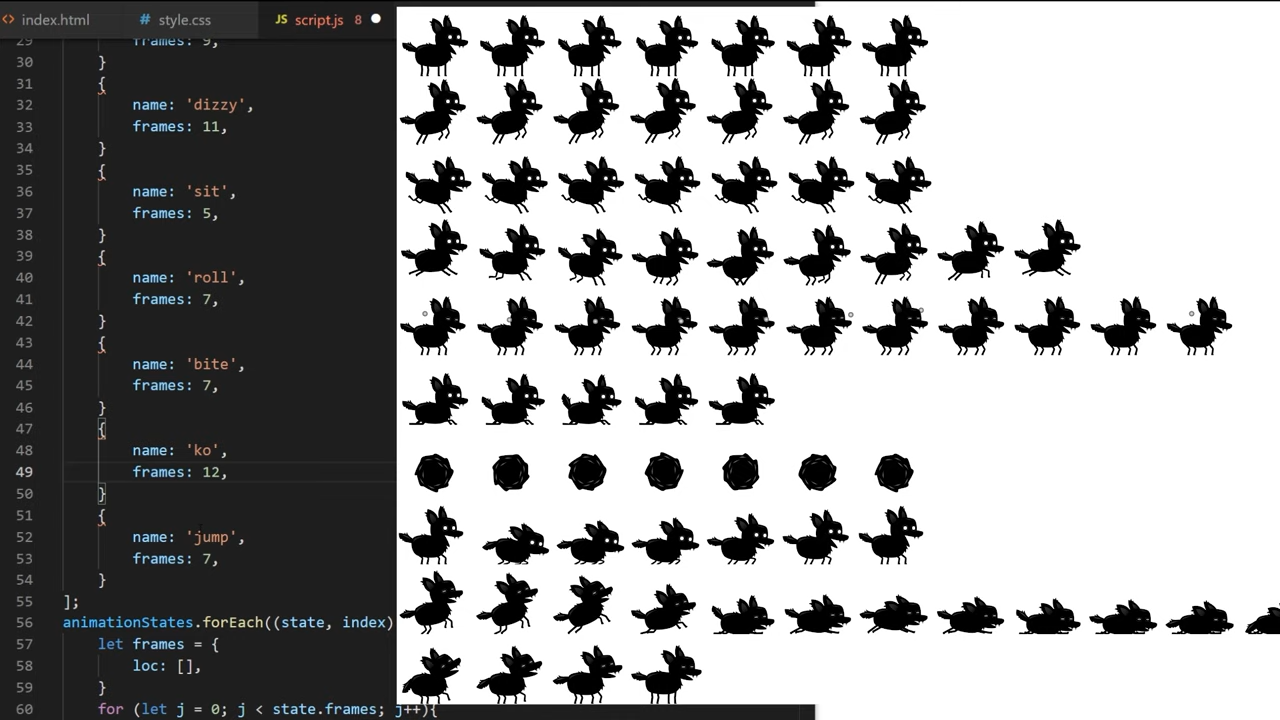 index.html
style.css
script.js 8
29 frames: 9,
30 }
31 {
32 name: 'dizzy',
33 frames: 11,
34 }
35 {
36 name: 'sit',
37 frames: 5,
38 }
39 {
40 name: 'roll',
41 frames: 7,
42 }
43 {
44 name: 'bite',
45 frames: 7,
46 }
47 {
48 name: 'ko',
49 frames: 12,
50 }
51 {
52 name: 'jump',
53 frames: 7,
54 }
55 ];
56 animationStates.forEach((state, index)
57 let frames = {
58 loc: [],
59 }
60 for (let j = 0; j < state.frames; j++){